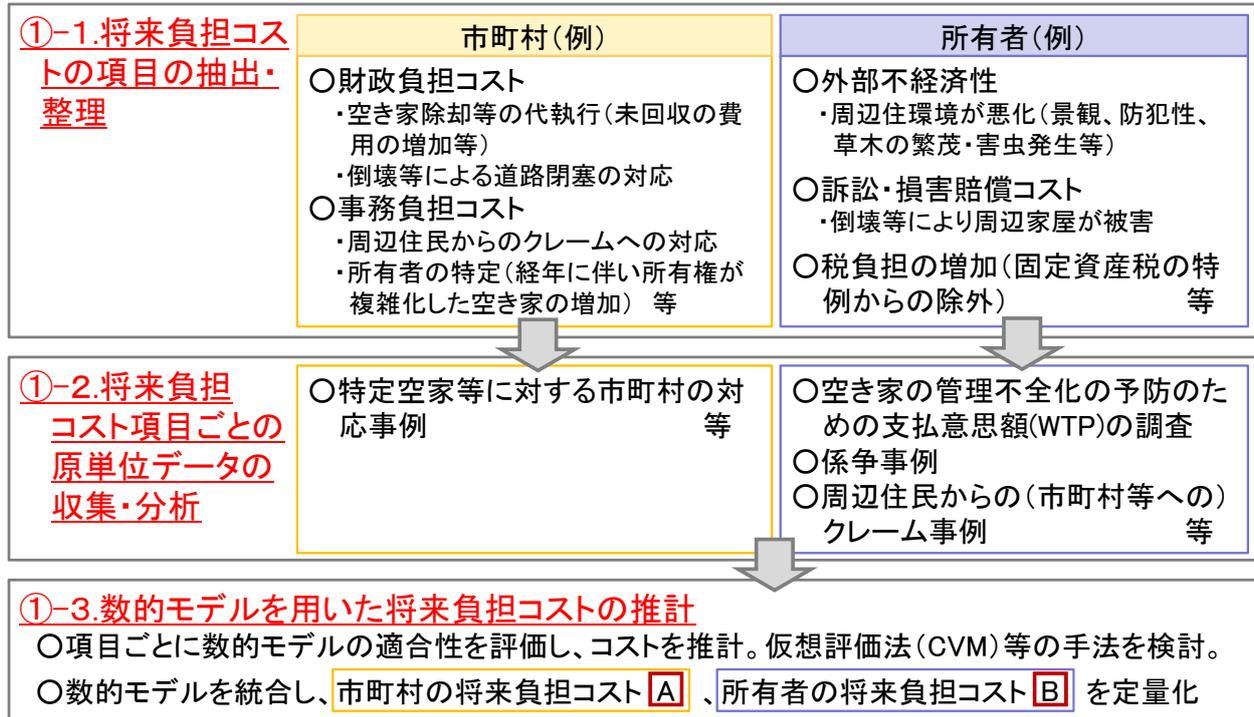 ①-1.将来負担コス
トの項目の抽出・
整理
市町村（例）
〇財政負担コスト
・空き家除却等の代執行（未回収の費
用の増加等）
・倒壊等による道路閉塞の対応
〇事務負担コスト
・周辺住民からのクレームへの対応
・所有者の特定（経年に伴い所有権が
複雑化した空き家の増加） 等
所有者（例）
〇外部不経済性
・周辺住環境が悪化（景観、防犯性、
草木の繁茂・害虫発生等）
〇訴訟・損害賠償コスト
・倒壊等により周辺家屋が被害
〇税負担の増加（固定資産税の特
例からの除外） 等
①-2.将来負担
コスト項目ごとの
原単位データの
収集・分析
〇特定空家等に対する市町村の対
応事例 等
〇空き家の管理不全化の予防のた
めの支払意思額(WTP)の調査
〇係争事例
〇周辺住民からの（市町村等への）
クレーム事例 等
①-3.数的モデルを用いた将来負担コストの推計
〇項目ごとに数的モデルの適合性を評価し、コストを推計。仮想評価法（CVM）等の手法を検討。
〇数的モデルを統合し、市町村の将来負担コスト A 、所有者の将来負担コスト B を定量化